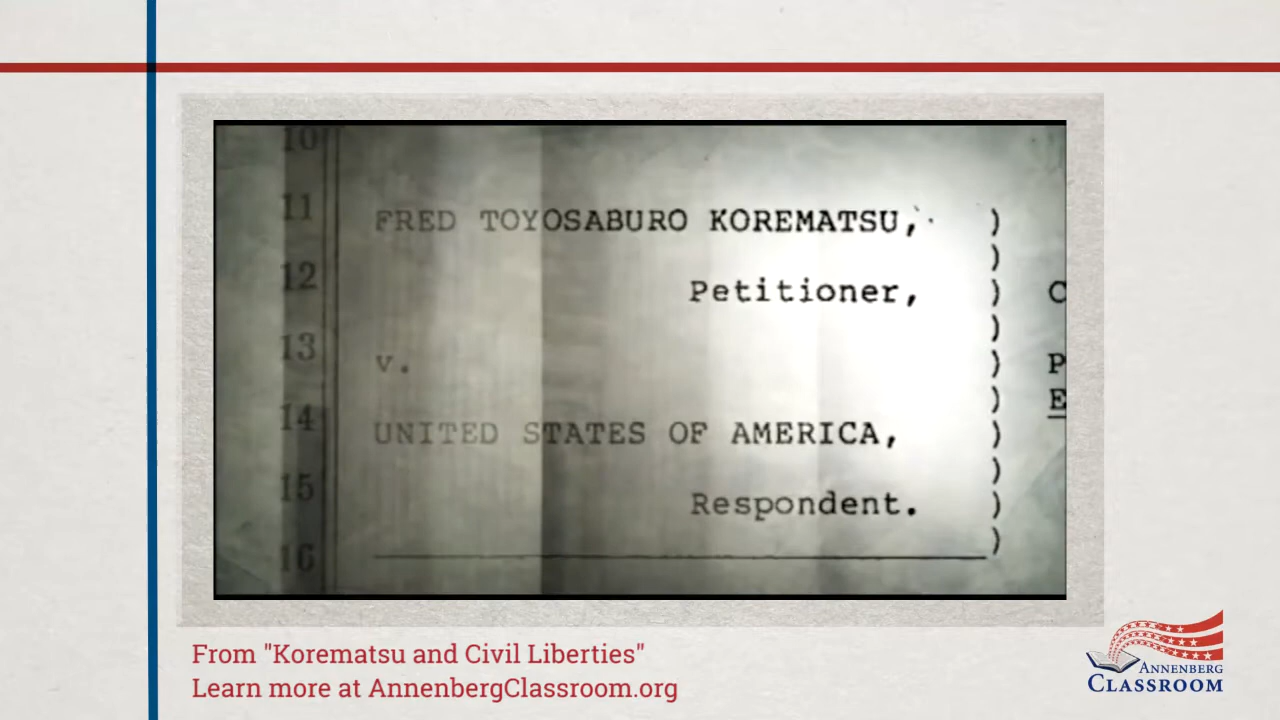 10
11 FRED TOYOSABURO KOREMATSU, )
)
12 Petitioner, ) C
)
13 v. ) P
) E
14 UNITED STATES OF AMERICA, )
)
15 Respondent. )
)
16
From "Korematsu and Civil Liberties"
Learn more at AnnenbergClassroom.org
ANNENBERG
CLASSROOM